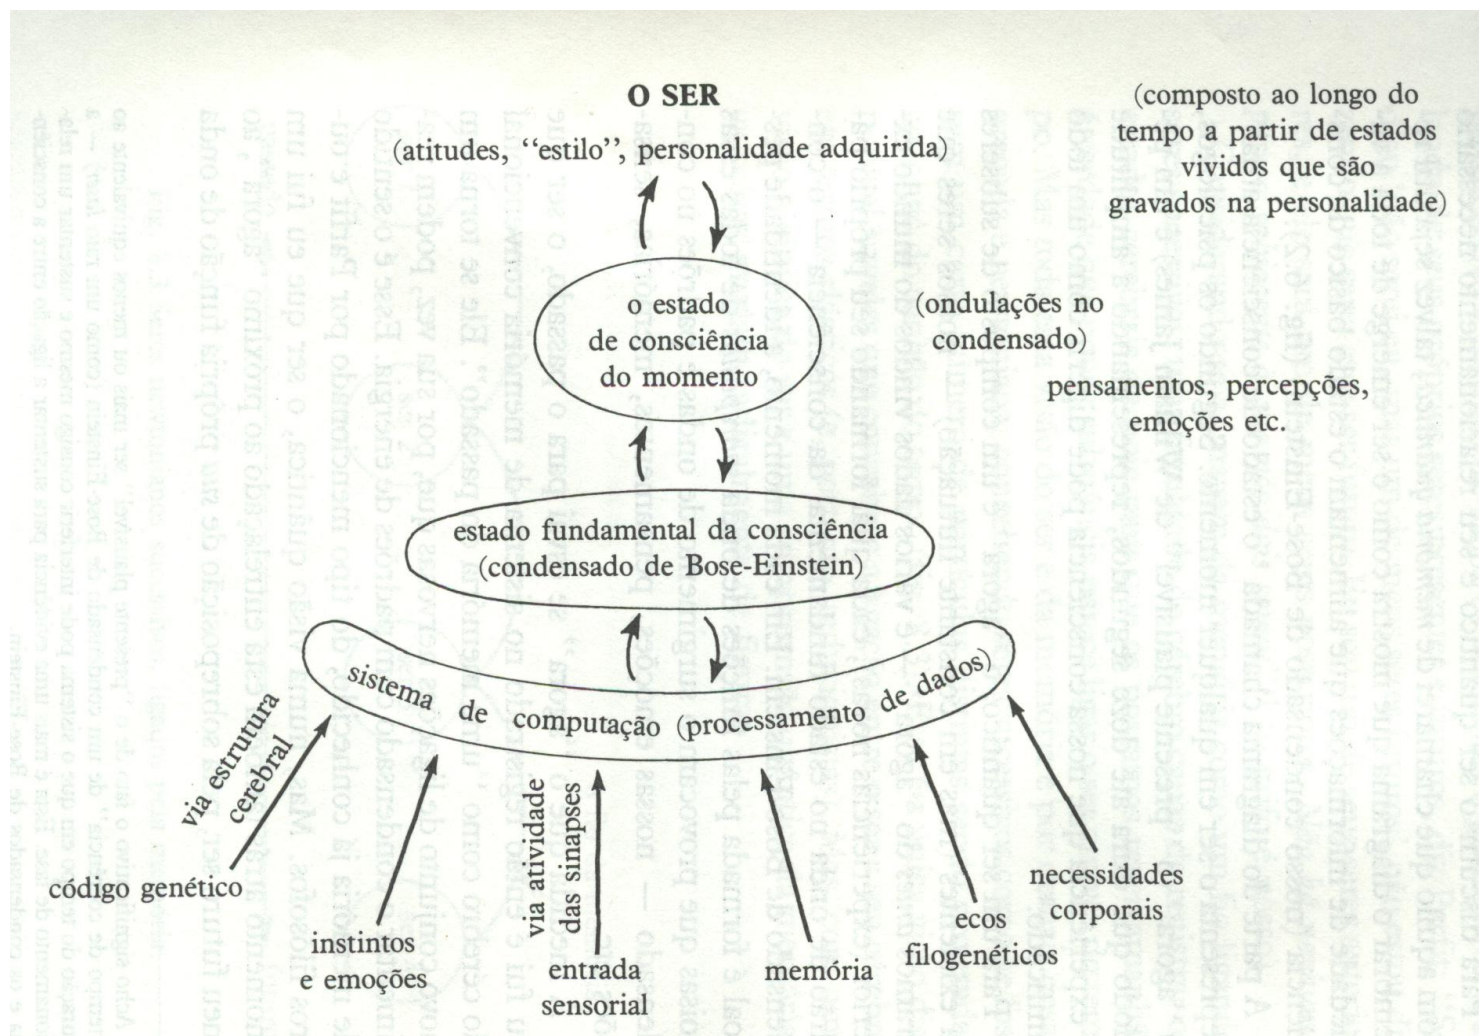 O SER
(atitudes, “estilo”, personalidade adquirida)
(composto ao longo do
tempo a partir de estados
vividos que são
gravados na personalidade)
o estado
de consciência
do momento
(ondulações no
condensado)
pensamentos, percepções,
emoções etc.
estado fundamental da consciência
(condensado de Bose-Einstein)
sistema de computação (processamento de dados)
via estrutura
cerebral
código genético
instintos
e emoções
via atividade
das sinapses
entrada
sensorial
memória
ecos
filogenéticos
necessidades
corporais